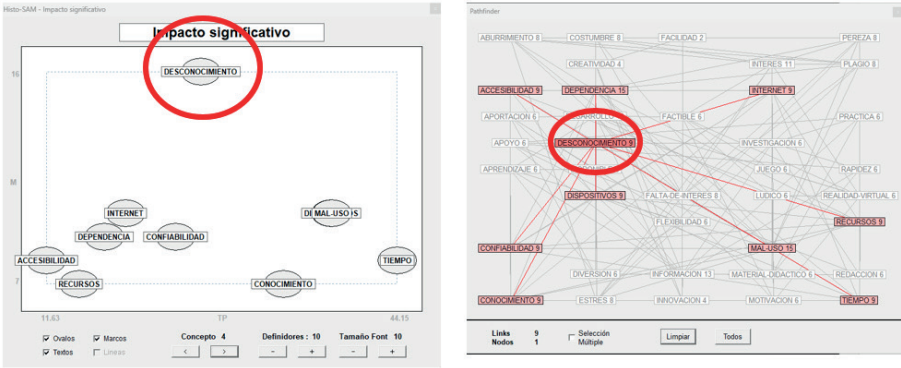 Histo-SAM - Impacto significativo
Impacto significativo
DESCONOCIMIENTO
16
M
INTERNET
MAL-USO
DEPENDENCIA
CONFIABILIDAD
ACCESIBILIDAD
TIEMPO
RECURSOS
CONOCIMIENTO
7
11.63 TP 44.15
Ovalos Marcos Concepto 4 Definidores : 10 Tamaño Font 10
Textos Líneas < > - + - +
Pathfinder
ABURRIMIENTO 8 COSTUMBRE 8 FACILIDAD 2 PEREZA 8
CREATIVIDAD 4 INTERES 11 PLAGIO 8
ACCESIBILIDAD 9 DEPENDENCIA 15 INTERNET 9
APORTACION 6 DESARROLLO FACTIBLE 6 PRACTICA 6
APOYO 6 DESCONOCIMIENTO 9 INVESTIGACION 6
APRENDIZAJE 6 JUEGO 6 RAPIDEZ 6
DISPOSITIVOS 9 FALTA-DE-INTERES 8 LUDICO 6 REALIDAD-VIRTUAL 6
FLEXIBILIDAD 6 RECURSOS 9
CONFIABILIDAD 9 MAL-USO 15
DIVERSION 6 INFORMACION 13 MATERIAL-DIDACTICO 6 REDACCION 6
CONOCIMIENTO 9 ESTRES 8 INNOVACION 4 MOTIVACION 6 TIEMPO 9
Links 9 Selección Limpiar Todos
Nodos 1 Múltiple